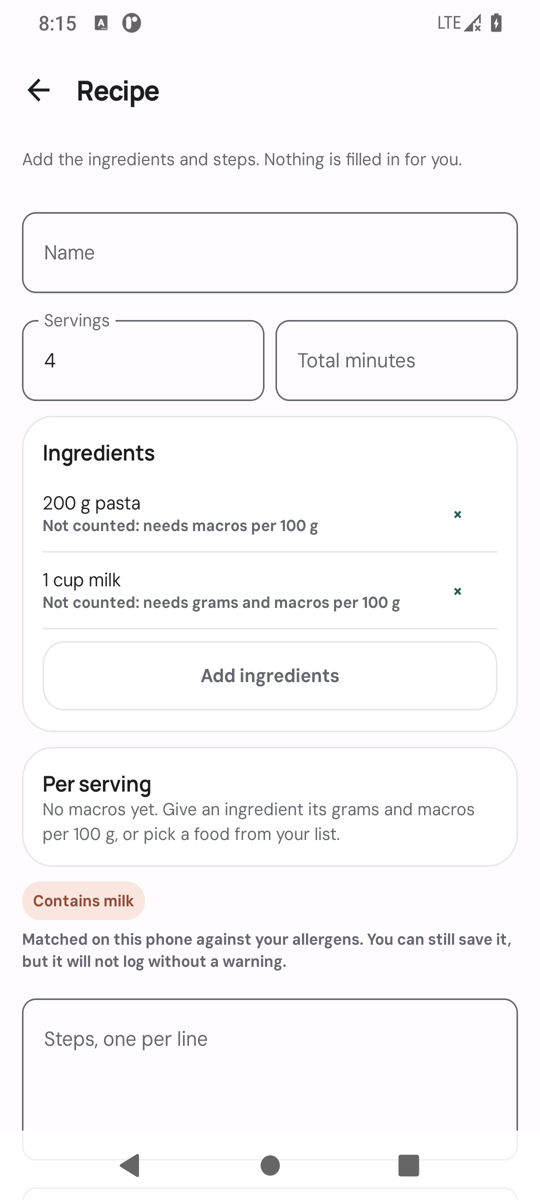 8:15
LTE
Recipe
Add the ingredients and steps. Nothing is filled in for you.
Name
Servings
4
Total minutes
Ingredients
200 g pasta
Not counted: needs macros per 100 g
1 cup milk
Not counted: needs grams and macros per 100 g
Add ingredients
Per serving
No macros yet. Give an ingredient its grams and macros
per 100 g, or pick a food from your list.
Contains milk
Matched on this phone against your allergens. You can still save it,
but it will not log without a warning.
Steps, one per line